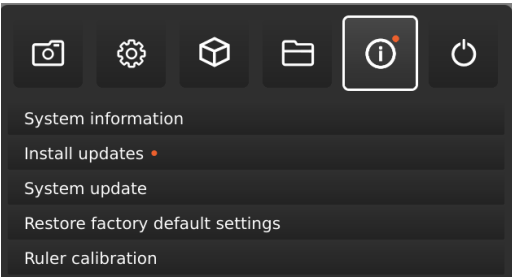 System information
Install updates •
System update
Restore factory default settings
Ruler calibration